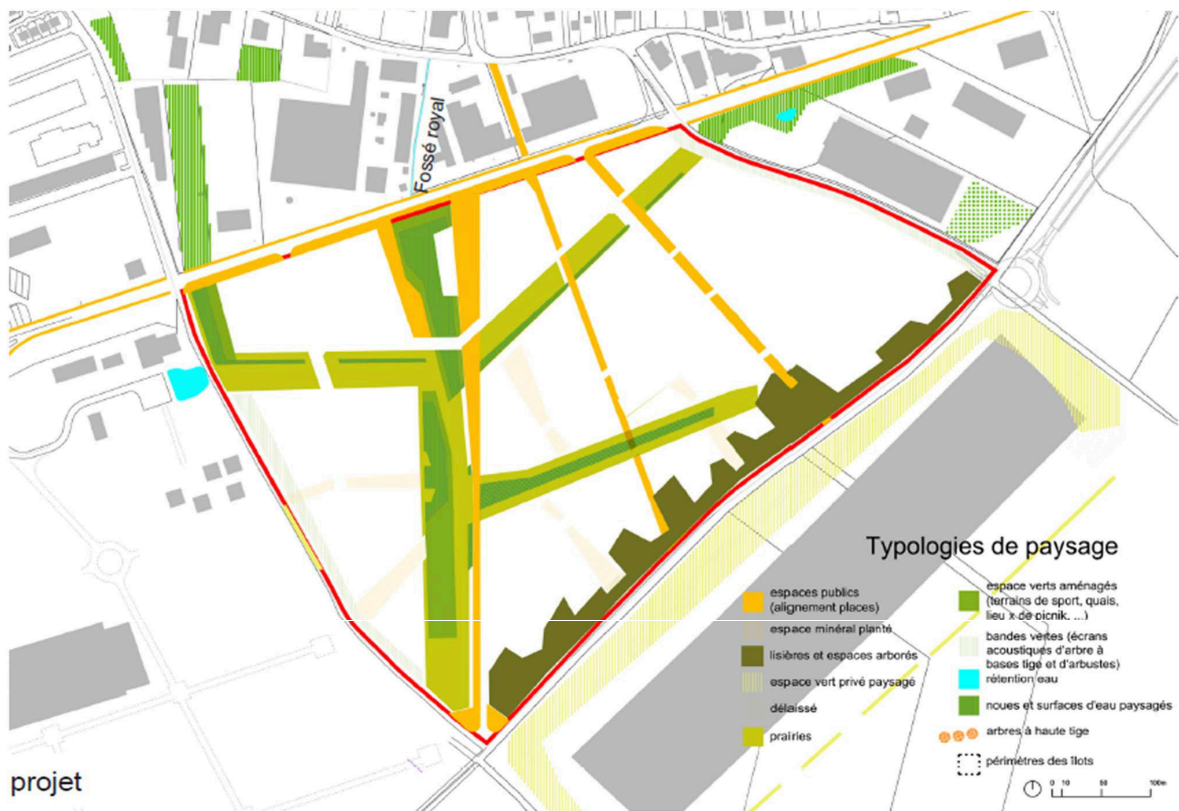 Fossé royal
Typologies de paysage
espaces publics
(alignement places)
espace minéral planté
lisières et espaces arborés
espace vert privé paysagé
délaissé
prairies
espace verts aménagés
(terrains de sport, quais,
lieu x de picnik, ...)
bandes vertes (écrans
acoustiques d'arbre à
bases tige et d'arbustes)
rétention eau
noues et surfaces d'eau paysagés
arbres à haute tige
périmètres des îlots
0 10 50 100m
projet